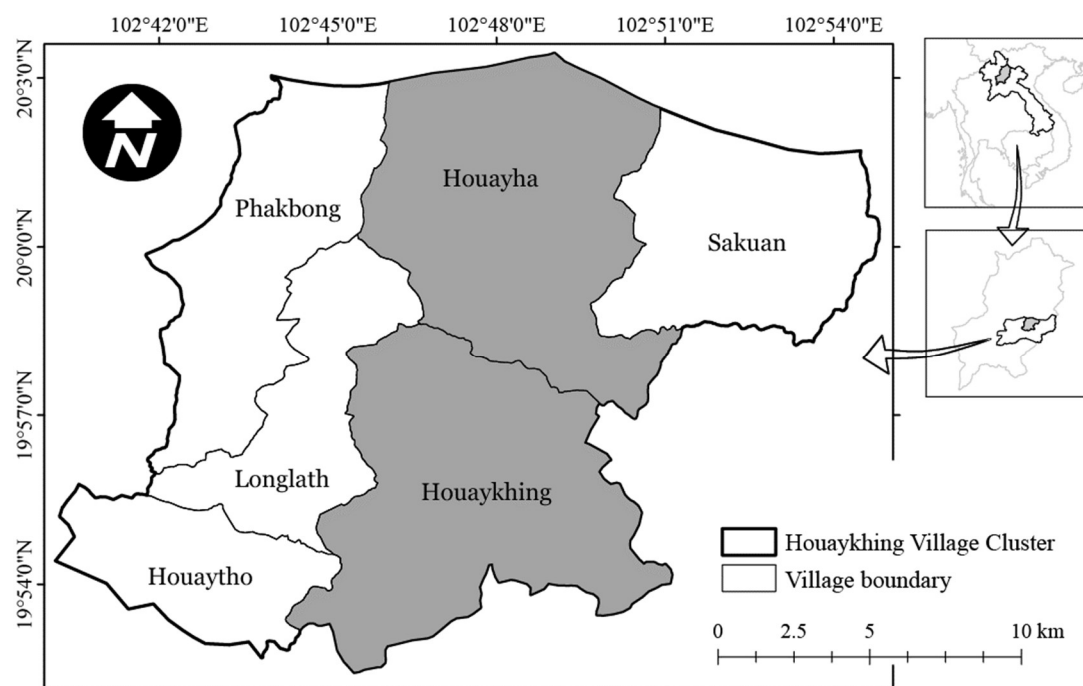 102°42'0"E
102°45'0"E
102°48'0"E
102°51'0"E
102°54'0"E
20°3'0"N
20°0'0"N
19°57'0"N
19°54'0"N
N
Phakbong
Houayha
Sakuan
Longlath
Houaykhing
Houaytho
Houaykhing Village Cluster
Village boundary
0 2.5 5 10 km